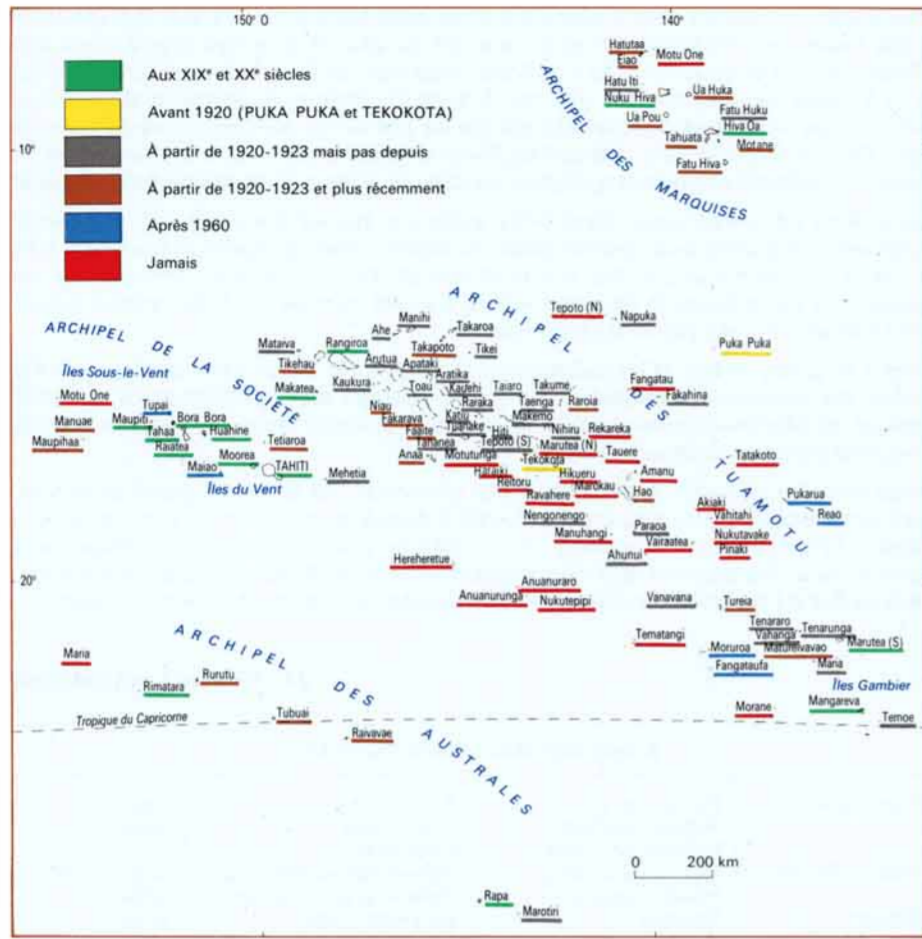 150° O
140°
Aux XIXe et XXe siècles
Avant 1920 (PUKA PUKA et TEKOKOTA)
À partir de 1920-1923 mais pas depuis
À partir de 1920-1923 et plus récemment
Après 1960
Jamais
ARCHIPEL DES MARQUISES
Hatutaa
Eiao
Motu One
Hatu Iti
Nuku Hiva
Ua Huka
Fatu Huku
Hiva Oa
Ua Pou
Tahuata
Motane
Fatu Hiva
10°
ARCHIPEL DE LA SOCIÉTÉ
Îles Sous-le-Vent
Motu One
Manuae
Maupihaa
Tupai
Maupiti
Bora Bora
Tahaa
Huahine
Raiatea
Tetiaroa
Moorea
Maiao
TAHITI
Îles du Vent
Mehetia
ARCHIPEL DES TUAMOTU
Tepoto (N)
Napuka
Manihi
Ahe
Takaroa
Puka Puka
Mataiva
Rangiroa
Takapoto
Tikei
Arutua
Tikehau
Apataki
Aratika
Makatea
Kaukura
Toau
Kauehi
Taiaro
Takume
Fangatau
Fakahina
Raraka
Taenga
Raroia
Niau
Fakarava
Katiu
Makemo
Faaite
Tuanake
Hiti
Nihiru
Rekareka
Tahanea
Tepoto (S)
Marutea (N)
Tauere
Anaa
Motutunga
Tekokota
Tatakoto
Haraiki
Hikueru
Amanu
Reitoru
Marokau
Hao
Pukarua
Ravahere
Akiaki
Vahitahi
Reao
Nengonengo
Paraoa
Manuhangi
Nukutavake
Vairaatea
Pinaki
Ahunui
Hereheretue
20°
Anuanuraro
Anuanurunga
Nukutepipi
Vanavana
Tureia
Tenararo
Tenarunga
Vahanga
Tematangi
Moruroa
Matureivavao
Marutea (S)
Fangataufa
Maria
Îles Gambier
Morane
Mangareva
Temoe
ARCHIPEL DES AUSTRALES
Maria
Rurutu
Rimatara
Tropique du Capricorne
Tubuai
Raivavae
0 200 km
Rapa
Marotiri